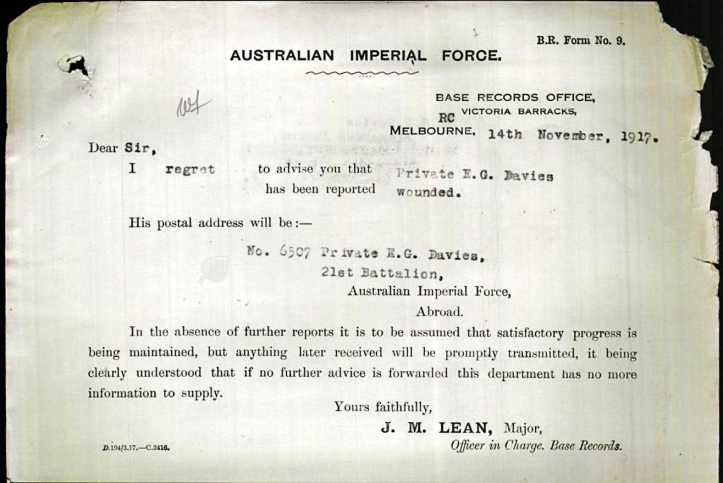 B.R. Form No. 9.
AUSTRALIAN IMPERIAL FORCE.
BASE RECORDS OFFICE,
RC VICTORIA BARRACKS,
MELBOURNE, 14th November, 1917.
Dear Sir,
I regret to advise you that Private E.G. Davies
has been reported wounded.
His postal address will be:—
No. 6507 Private E.G. Davies,
21st Battalion,
Australian Imperial Force,
Abroad.
In the absence of further reports it is to be assumed that satisfactory progress is
being maintained, but anything later received will be promptly transmitted, it being
clearly understood that if no further advice is forwarded this department has no more
information to supply.
Yours faithfully,
J. M. LEAN, Major,
D.194/3.17.—C.2416. Officer in Charge. Base Records.